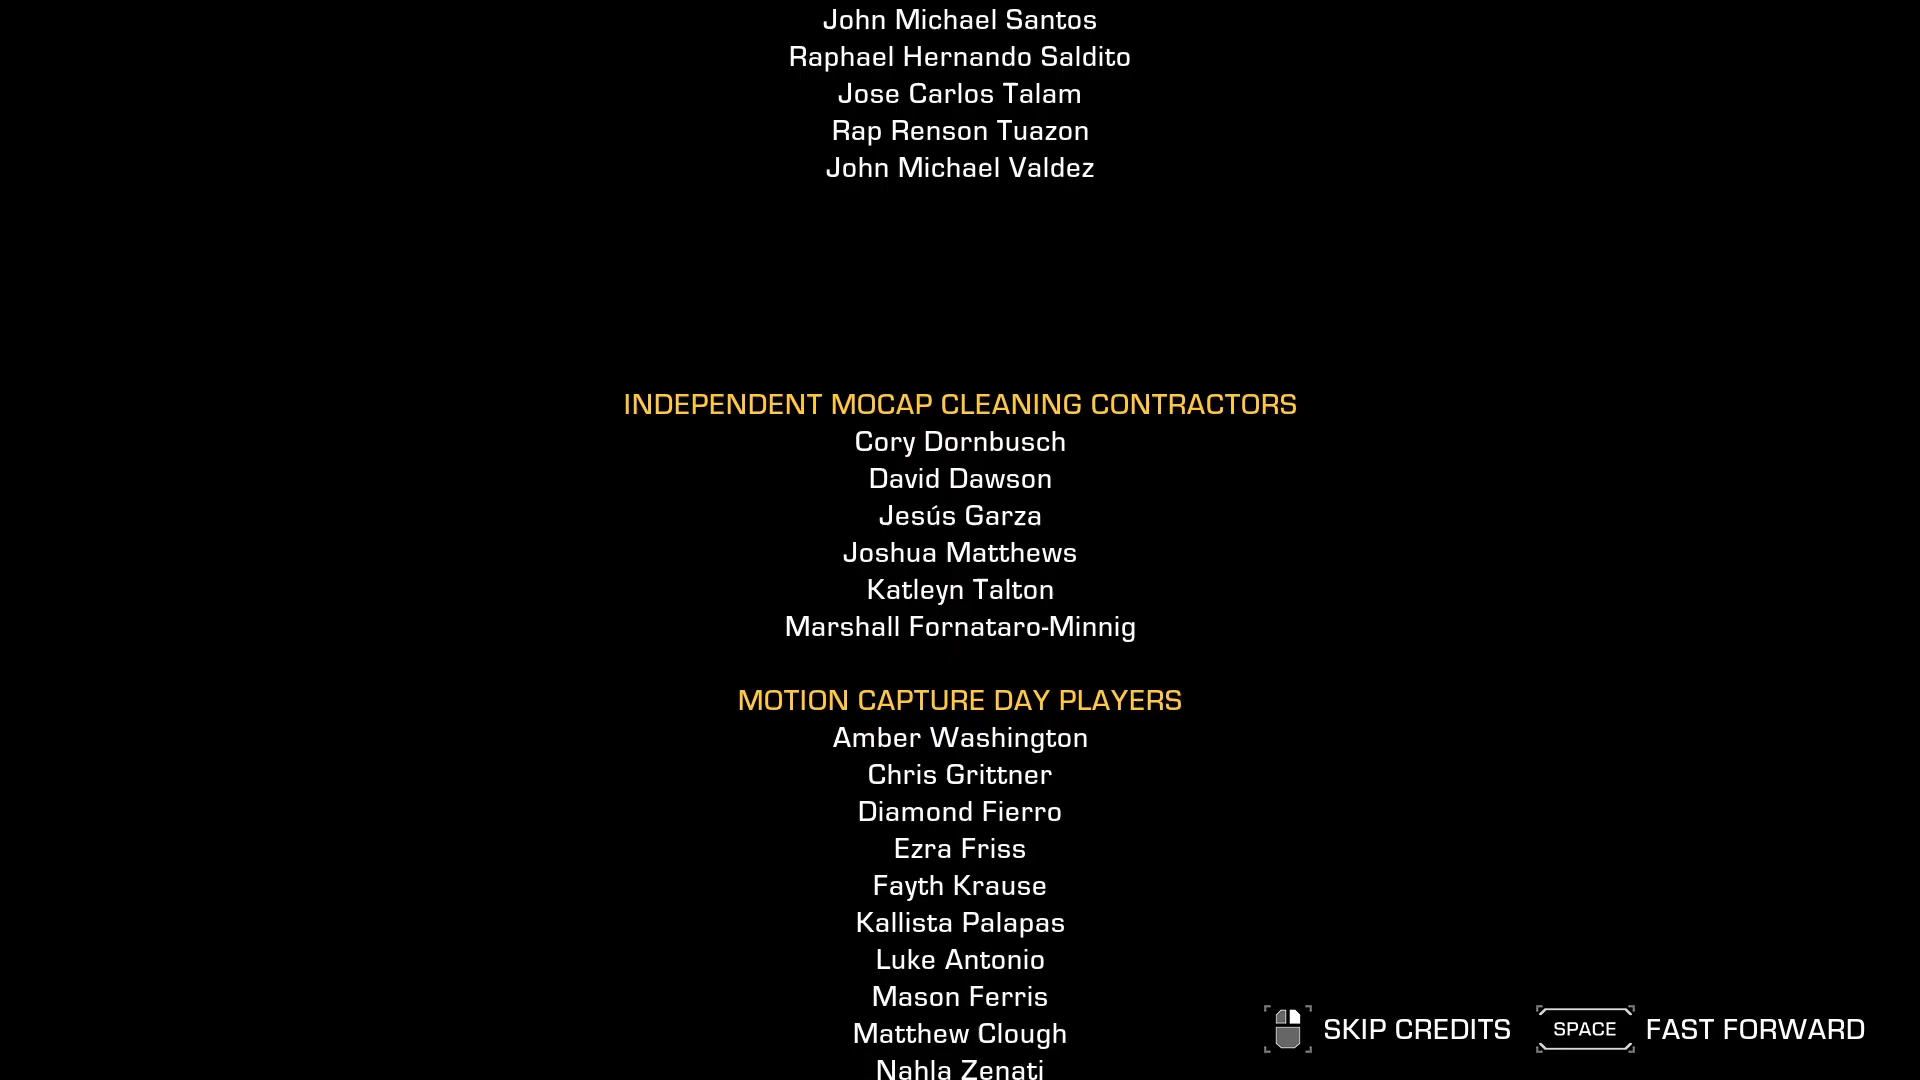 John Michael Santos
Raphael Hernando Saldito
Jose Carlos Talam
Rap Renson Tuazon
John Michael Valdez
INDEPENDENT MOCAP CLEANING CONTRACTORS
Cory Dornbusch
David Dawson
Jesús Garza
Joshua Matthews
Katleyn Talton
Marshall Fornataro-Minnig
MOTION CAPTURE DAY PLAYERS
Amber Washington
Chris Grittner
Diamond Fierro
Ezra Friss
Fayth Krause
Kallista Palapas
Luke Antonio
Mason Ferris
Matthew Clough
Nahla Zenati
SKIP CREDITS SPACE FAST FORWARD